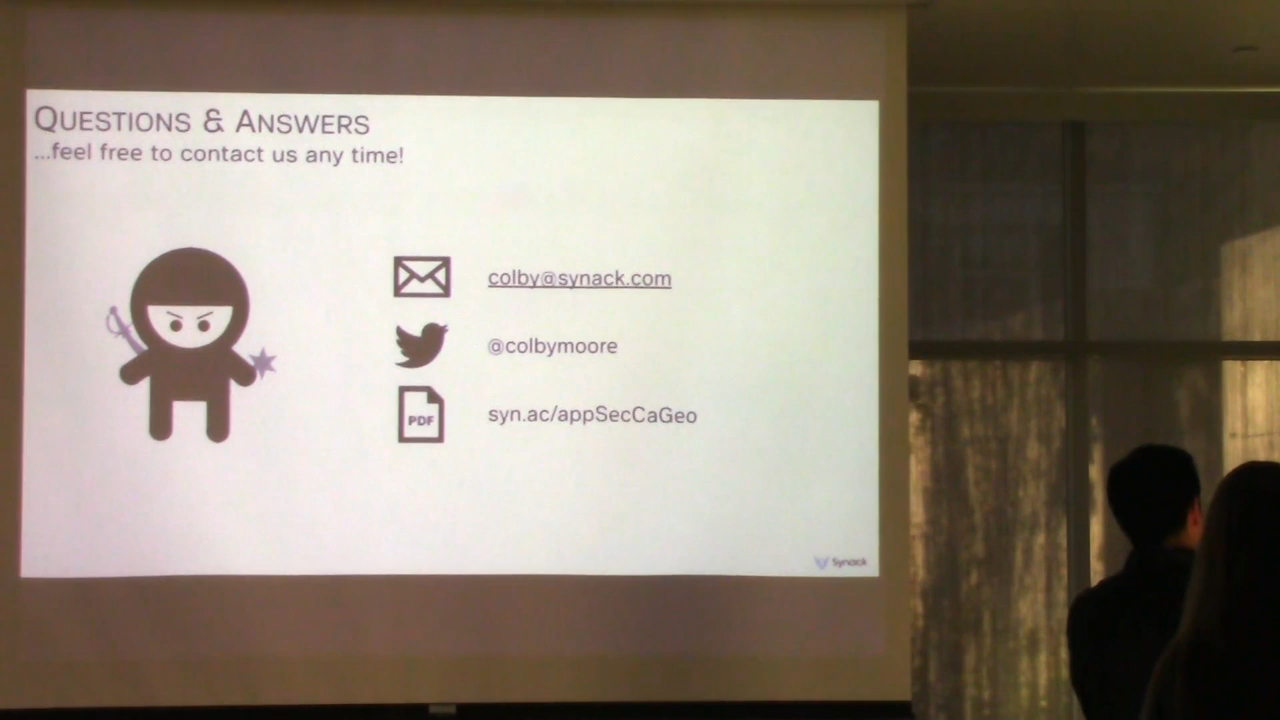 QUESTIONS & ANSWERS
...feel free to contact us any time!
colby@synack.com
@colbymoore
PDF
syn.ac/appSecCaGeo
Synack